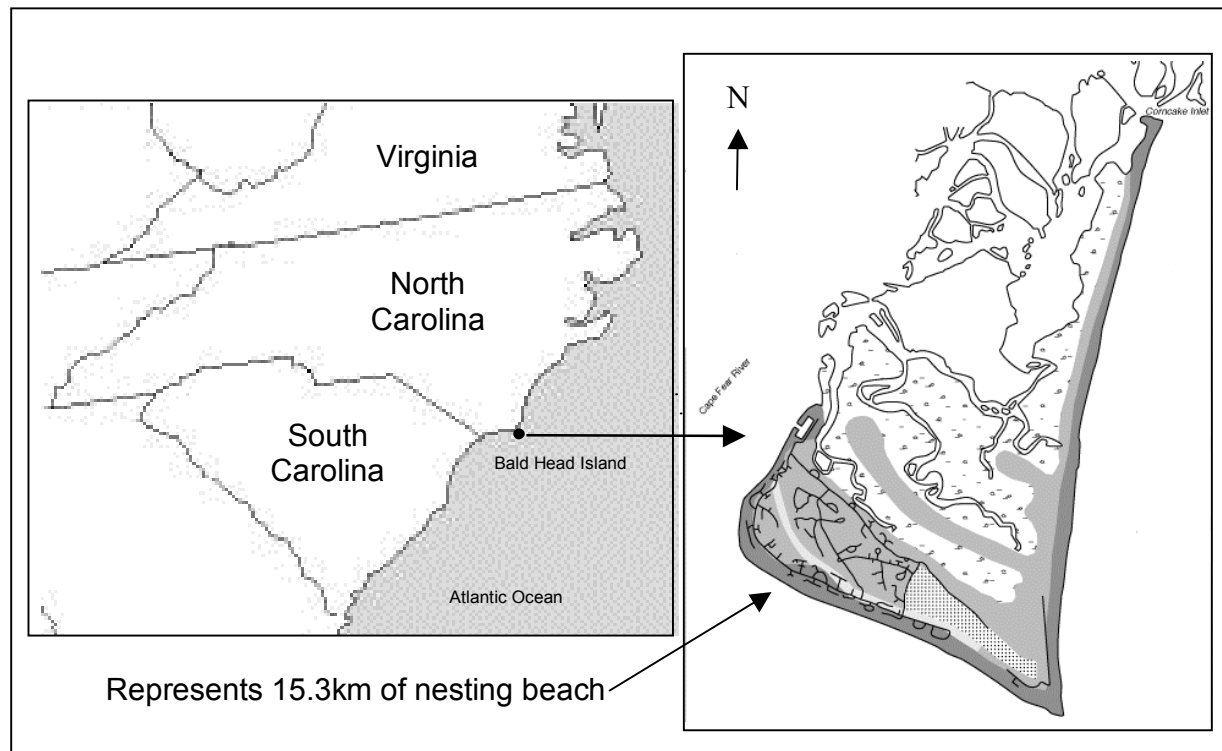 Virginia
North
Carolina
South
Carolina
Bald Head Island
Atlantic Ocean
N
Corncake Inlet
Cape Fear River
Represents 15.3km of nesting beach